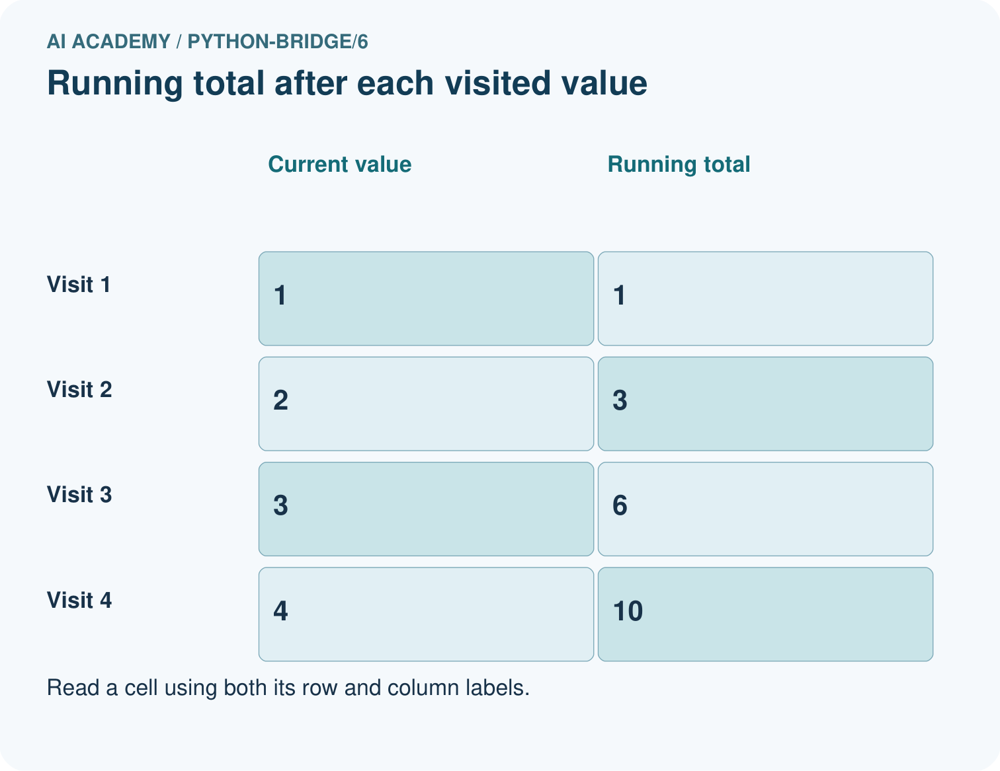 AI ACADEMY / PYTHON-BRIDGE/6
Running total after each visited value
Current value Running total
Visit 1 1 1
Visit 2 2 3
Visit 3 3 6
Visit 4 4 10
Read a cell using both its row and column labels.